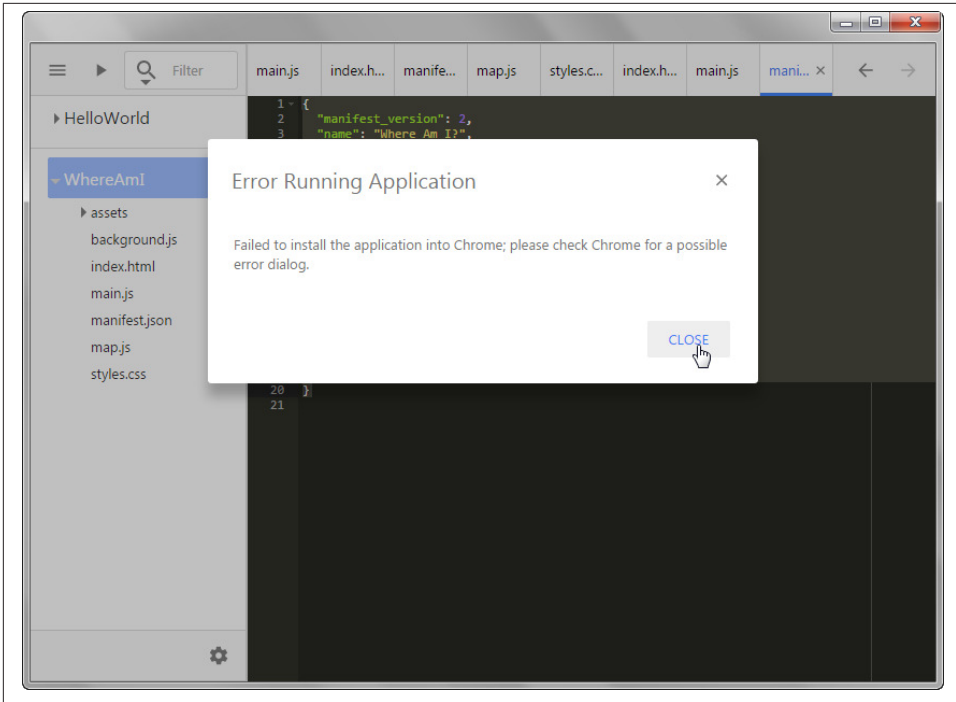 Filter
main.js index.h... manife... map.js styles.c... index.h... main.js mani... ×
HelloWorld
WhereAmI
assets
background.js
index.html
main.js
manifest.json
map.js
styles.css
1 {
2 "manifest_version": 2,
3 "name": "Where Am I?",
20 }
21
Error Running Application ×
Failed to install the application into Chrome; please check Chrome for a possible
error dialog.
CLOSE